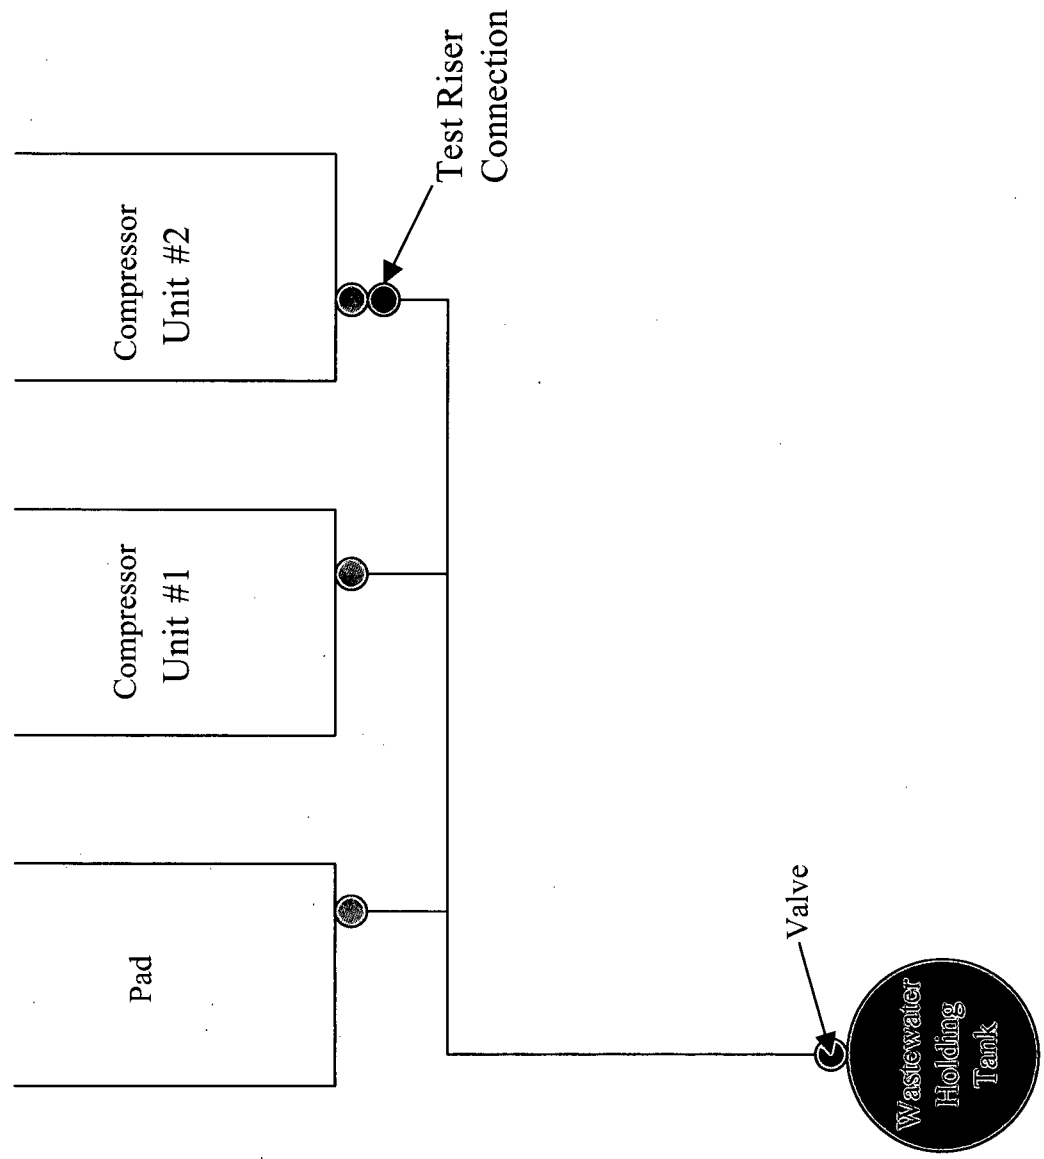 Test Riser
Connection
Compressor
Unit #2
Compressor
Unit #1
Pad
Valve
Wastewater
Holding
Tank